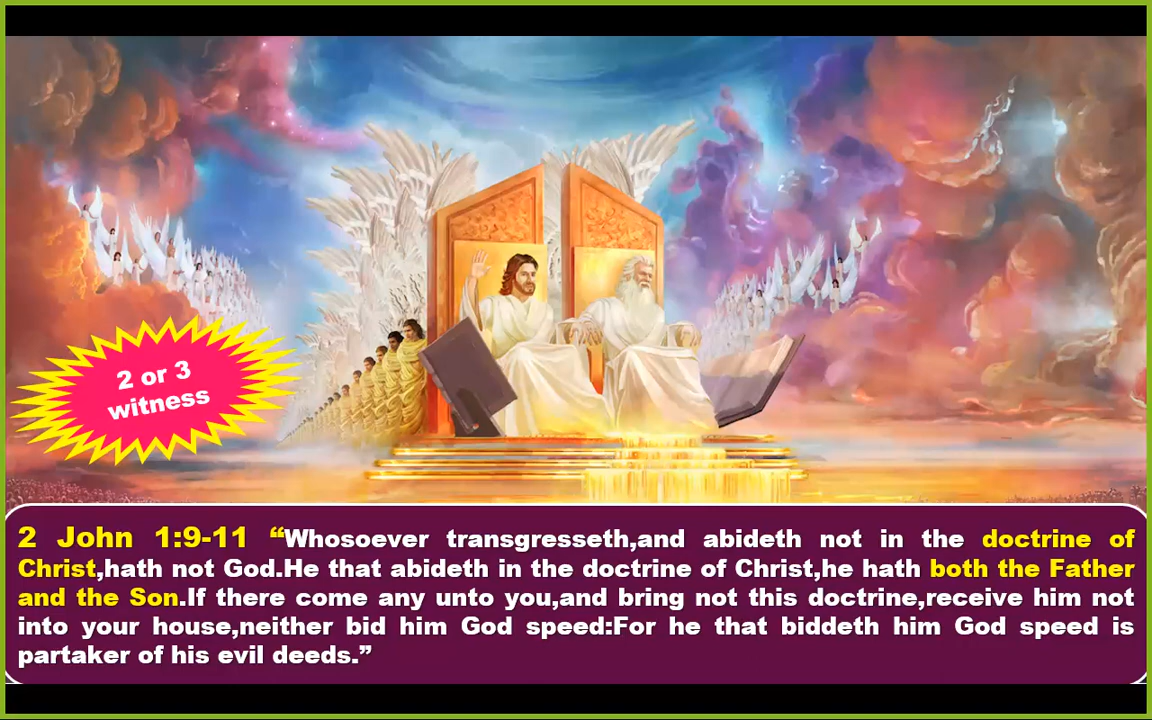 2 or 3
witness
2 John 1:9-11 “Whosoever transgresseth,and abideth not in the doctrine of
Christ,hath not God.He that abideth in the doctrine of Christ,he hath both the Father
and the Son.If there come any unto you,and bring not this doctrine,receive him not
into your house,neither bid him God speed:For he that biddeth him God speed is
partaker of his evil deeds.”